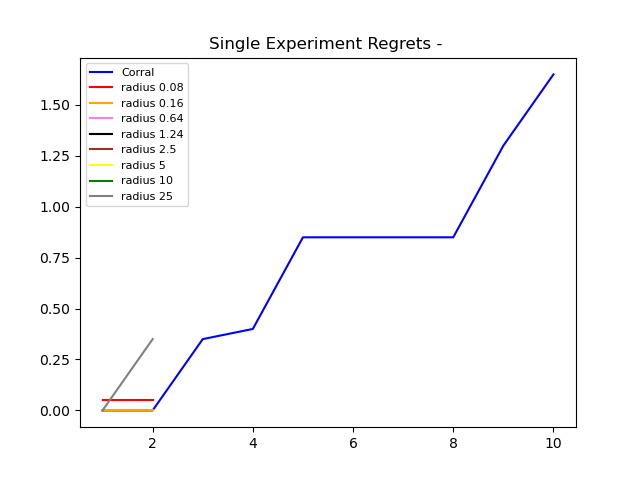 Single Experiment Regrets -
Corral
radius 0.08
radius 0.16
radius 0.64
radius 1.24
radius 2.5
radius 5
radius 10
radius 25
1.50
1.25
1.00
0.75
0.50
0.25
0.00
2 4 6 8 10